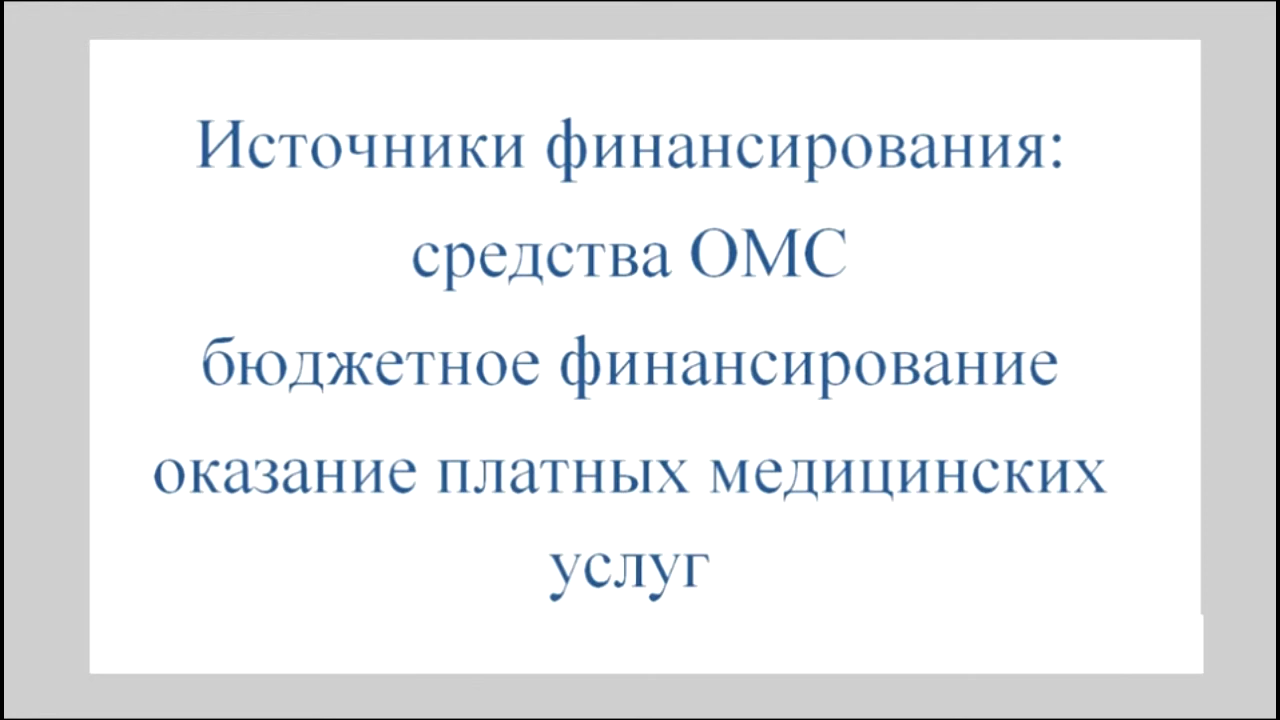 Источники финансирования:
средства ОМС
бюджетное финансирование
оказание платных медицинских
услуг